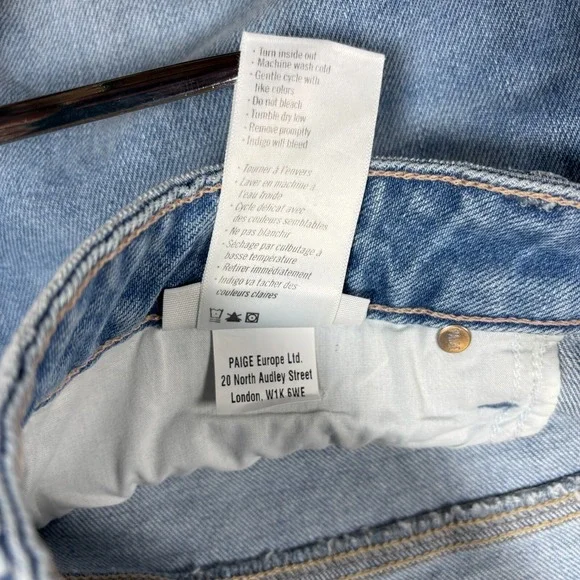 · Turn inside out
· Machine wash cold
· Gentle cycle with
like colors
· Do not bleach
· Tumble dry low
· Remove promptly
· Indigo will bleed
· Tourner à l'envers
· Laver en machine à
l'eau froide
· Cycle délicat avec
des couleurs semblables
· Ne pas blanchir
· Séchage par culbutage à
basse température
· Retirer immédiatement
· Indigo va tacher des
couleurs claires
PAIGE Europe Ltd.
20 North Audley Street
London, W1K 6WE